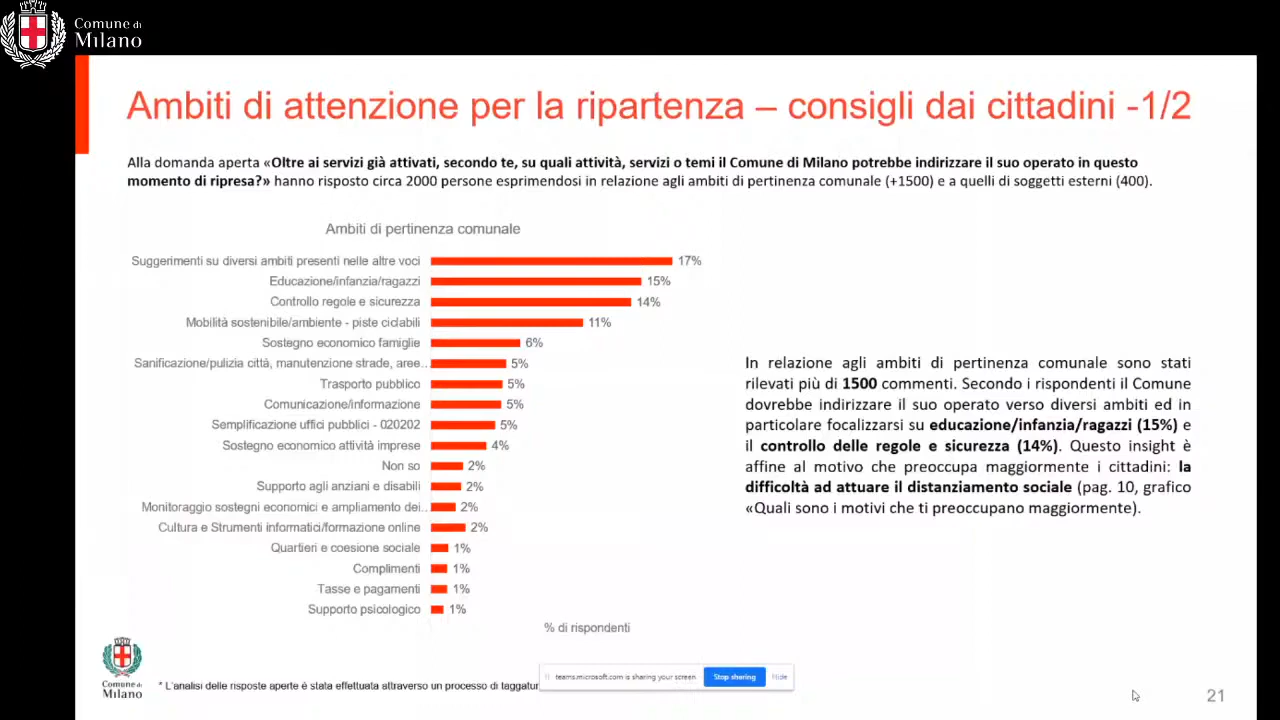 Comune di
Milano
Ambiti di attenzione per la ripartenza – consigli dai cittadini -1/2
Alla domanda aperta «Oltre ai servizi già attivati, secondo te, su quali attività, servizi o temi il Comune di Milano potrebbe indirizzare il suo operato in questo
momento di ripresa?» hanno risposto circa 2000 persone esprimendosi in relazione agli ambiti di pertinenza comunale (+1500) e a quelli di soggetti esterni (400).
Ambiti di pertinenza comunale
Suggerimenti su diversi ambiti presenti nelle altre voci 17%
Educazione/infanzia/ragazzi 15%
Controllo regole e sicurezza 14%
Mobilità sostenibile/ambiente - piste ciclabili 11%
Sostegno economico famiglie 6%
Sanificazione/pulizia città, manutenzione strade, aree... 5%
Trasporto pubblico 5%
Comunicazione/informazione 5%
Semplificazione uffici pubblici - 020202 5%
Sostegno economico attività imprese 4%
Non so 2%
Supporto agli anziani e disabili 2%
Monitoraggio sostegni economici e ampliamento dei... 2%
Cultura e Strumenti informatici/formazione online 2%
Quartieri e coesione sociale 1%
Complimenti 1%
Tasse e pagamenti 1%
Supporto psicologico 1%
% di rispondenti
In relazione agli ambiti di pertinenza comunale sono stati
rilevati più di 1500 commenti. Secondo i rispondenti il Comune
dovrebbe indirizzare il suo operato verso diversi ambiti ed in
particolare focalizzarsi su educazione/infanzia/ragazzi (15%) e
il controllo delle regole e sicurezza (14%). Questo insight è
affine al motivo che preoccupa maggiormente i cittadini: la
difficoltà ad attuare il distanziamento sociale (pag. 10, grafico
«Quali sono i motivi che ti preoccupano maggiormente).
Comune di
Milano
* L'analisi delle risposte aperte è stata effettuata attraverso un processo di taggatur
teams.microsoft.com is sharing your screen. Stop sharing Hide
21